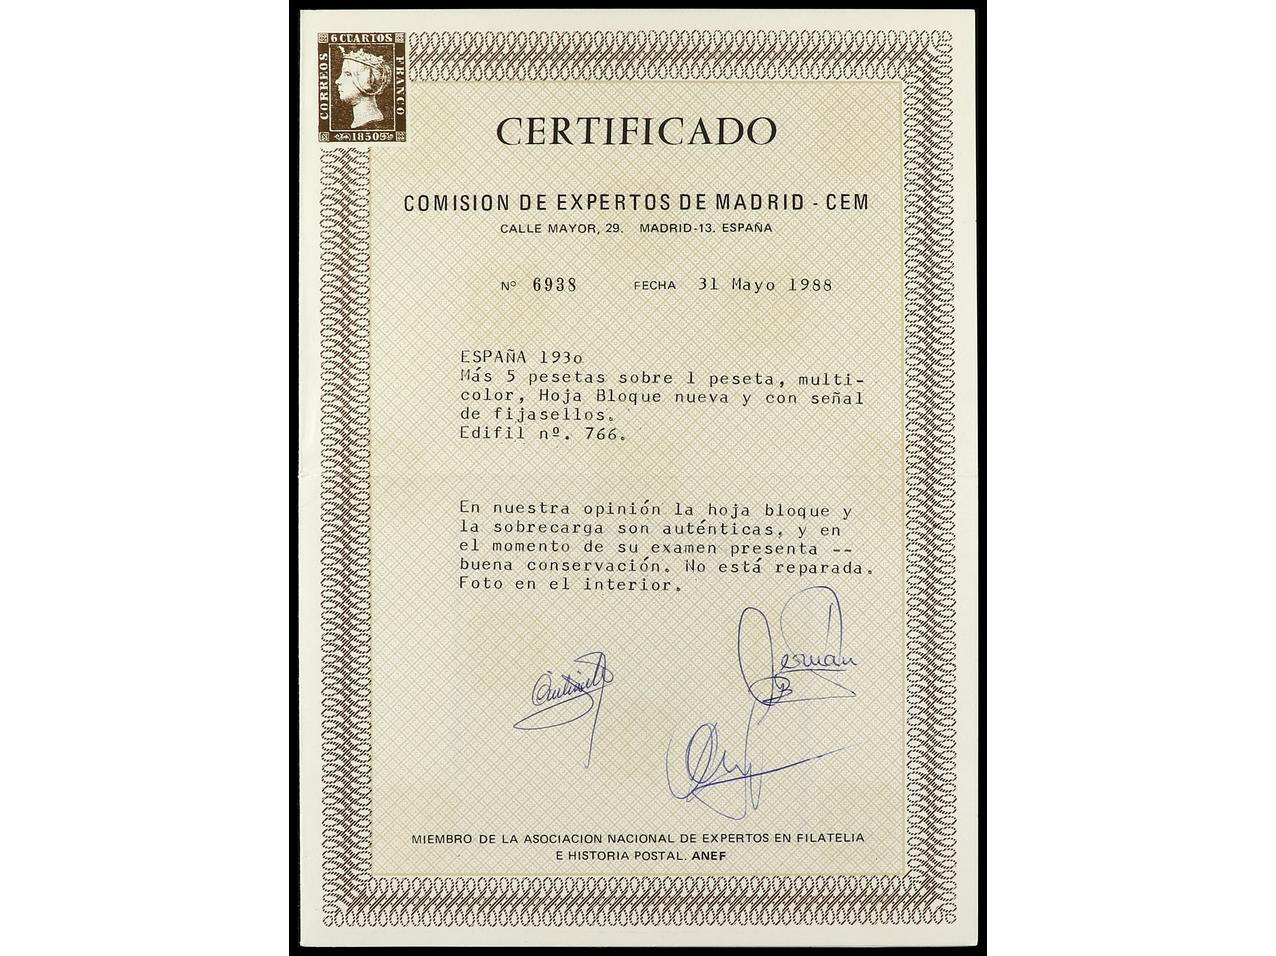 6 CUARTOS
CORREOS
FRANCO
1850
CERTIFICADO
COMISION DE EXPERTOS DE MADRID - CEM
CALLE MAYOR, 29. MADRID-13. ESPAÑA
Nº 6938 FECHA 31 Mayo 1988
ESPAÑA 193o
Más 5 pesetas sobre 1 peseta, multi-
color, Hoja Bloque nueva y con señal
de fijasellos.
Edifil nº. 766.
En nuestra opinión la hoja bloque y
la sobrecarga son auténticas, y en
el momento de su examen presenta --
buena conservación. No está reparada.
Foto en el interior.
MIEMBRO DE LA ASOCIACION NACIONAL DE EXPERTOS EN FILATELIA
E HISTORIA POSTAL. ANEF